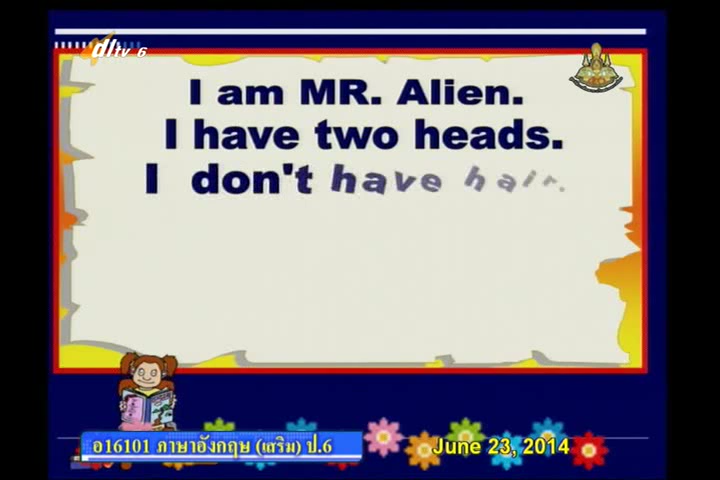 dltv 6
I am MR. Alien.
I have two heads.
I don't have hair.
อ16101 ภาษาอังกฤษ (เสริม) ป.6
June 23, 2014